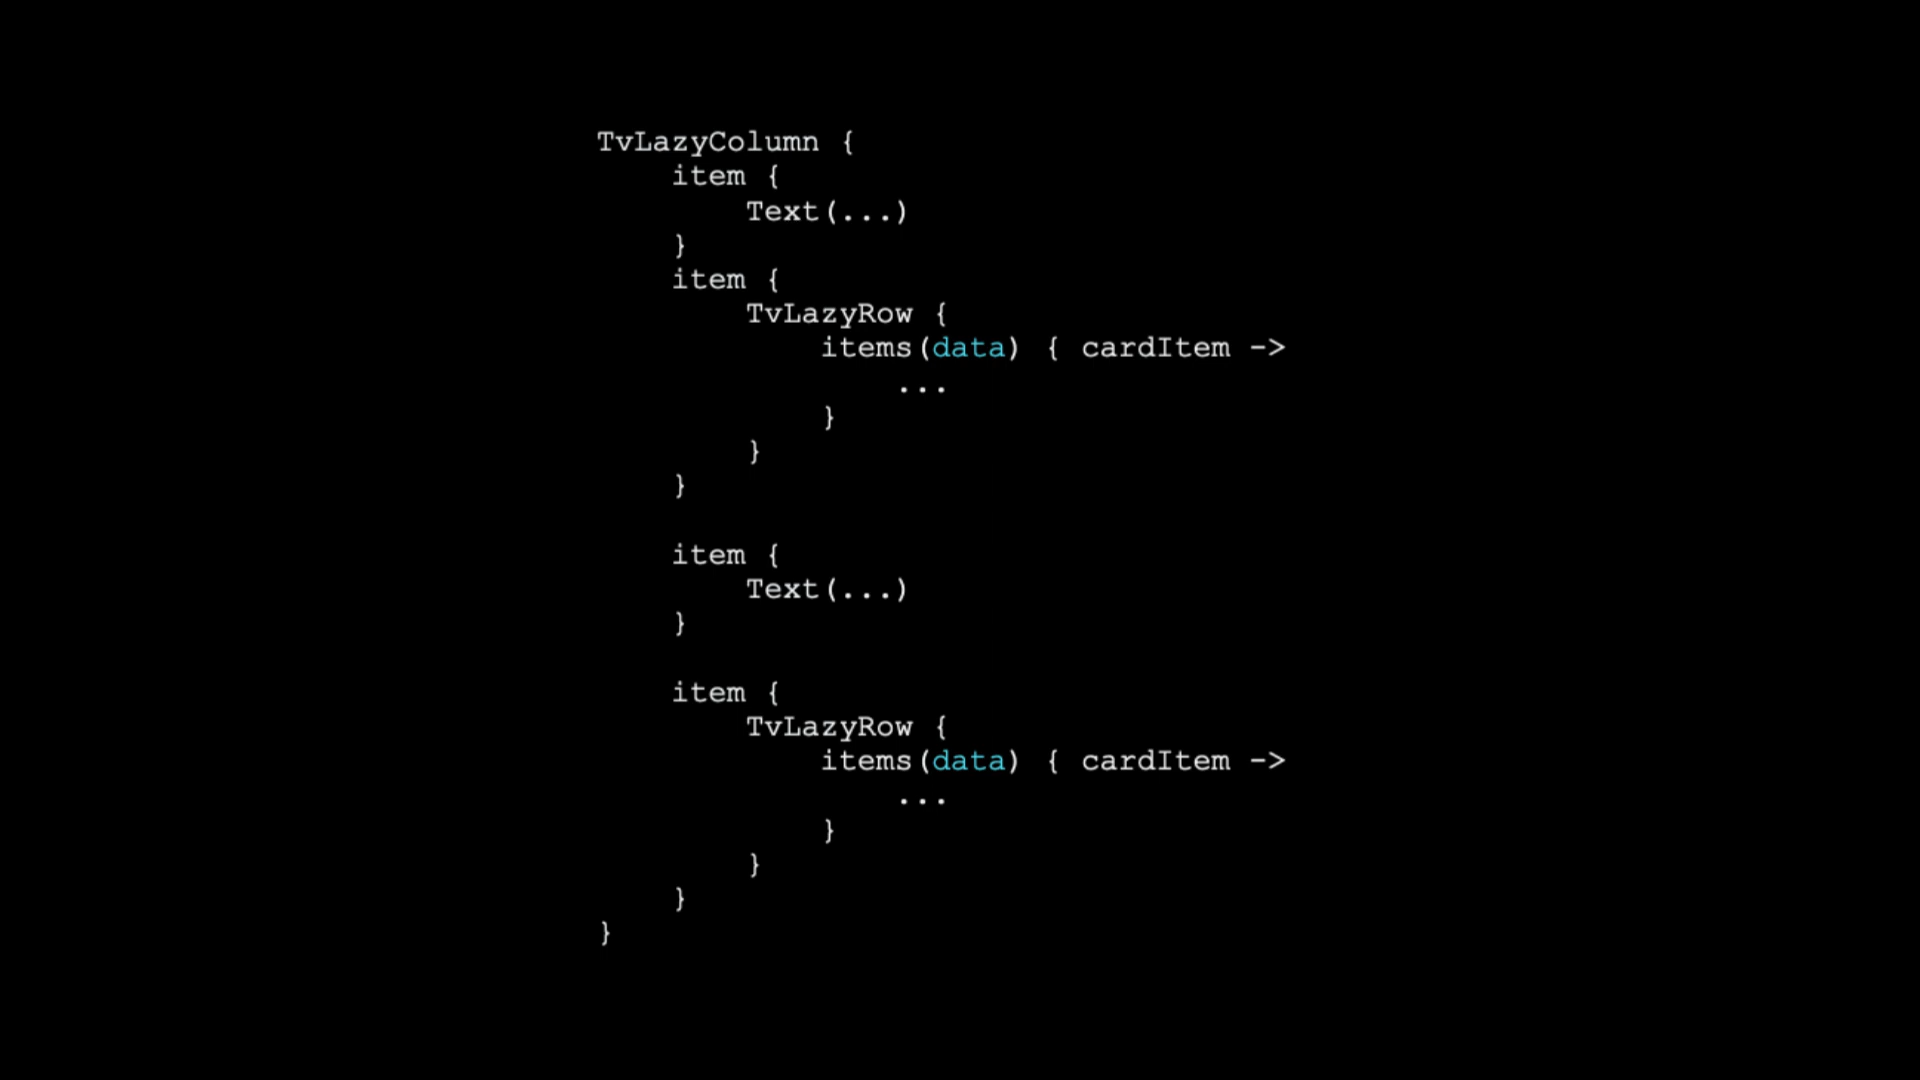 TvLazyColumn {
    item {
        Text(...)
    }
    item {
        TvLazyRow {
            items(data) { cardItem ->
                ...
            }
        }
    }

    item {
        Text(...)
    }

    item {
        TvLazyRow {
            items(data) { cardItem ->
                ...
            }
        }
    }
}